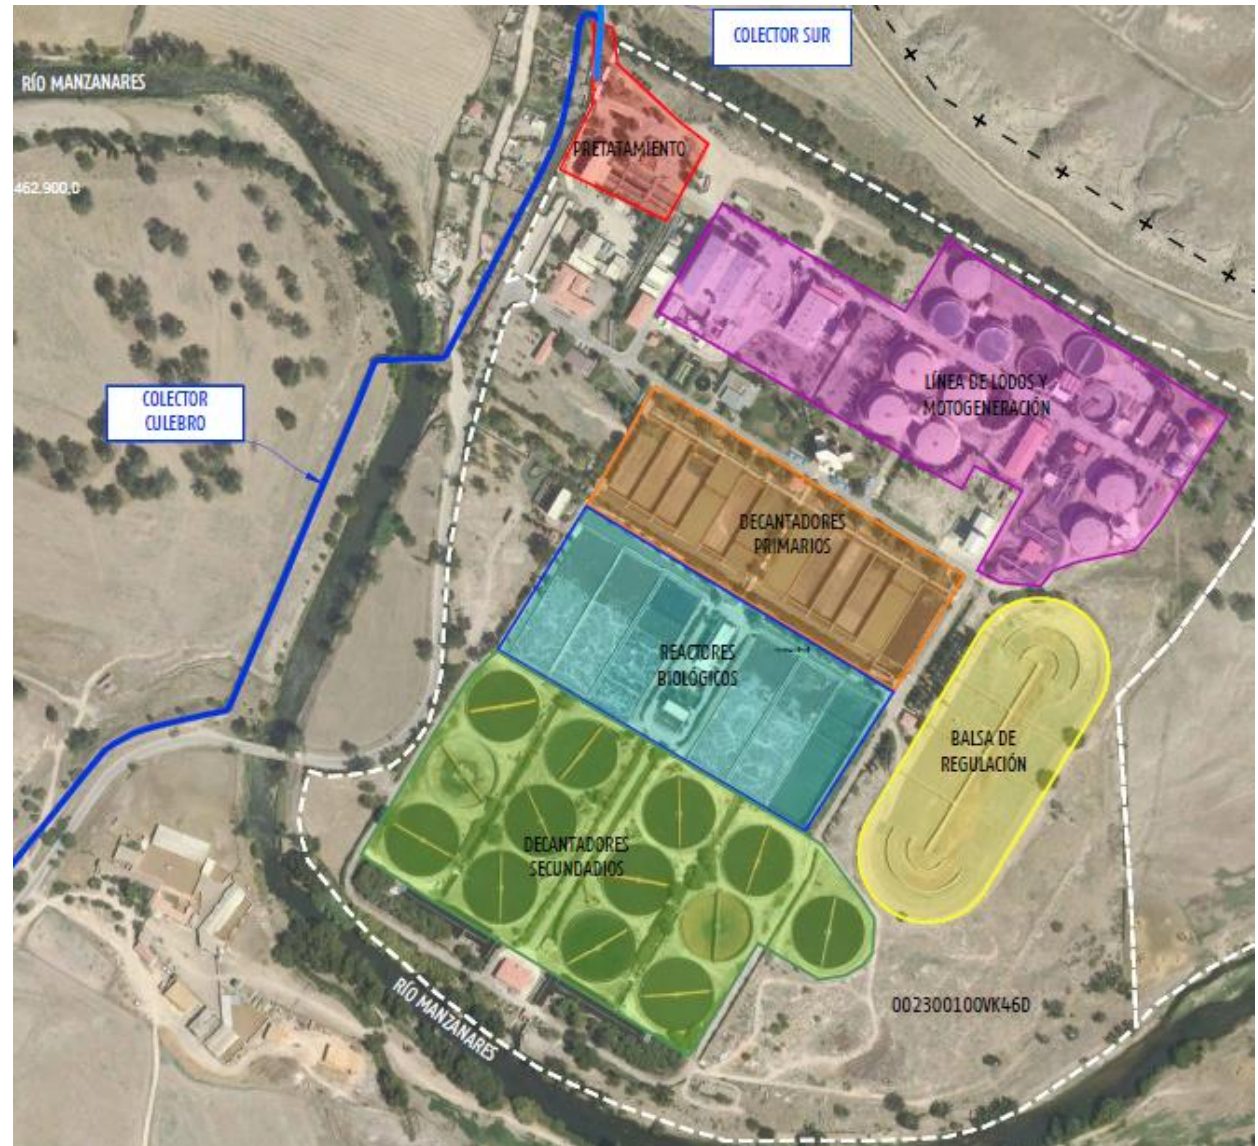 COLECTOR SUR
RÍO MANZANARES
PRETATAMIENTO
462.900,0
LÍNEA DE LODOS Y
MOTOGENERACIÓN
COLECTOR
CULEBRO
DECANTADORES
PRIMARIOS
REACTORES
BIOLÓGICOS
BALSA DE
REGULACIÓN
DECANTADORES
SECUNDADIOS
RÍO MANZANARES
002300100VK46D